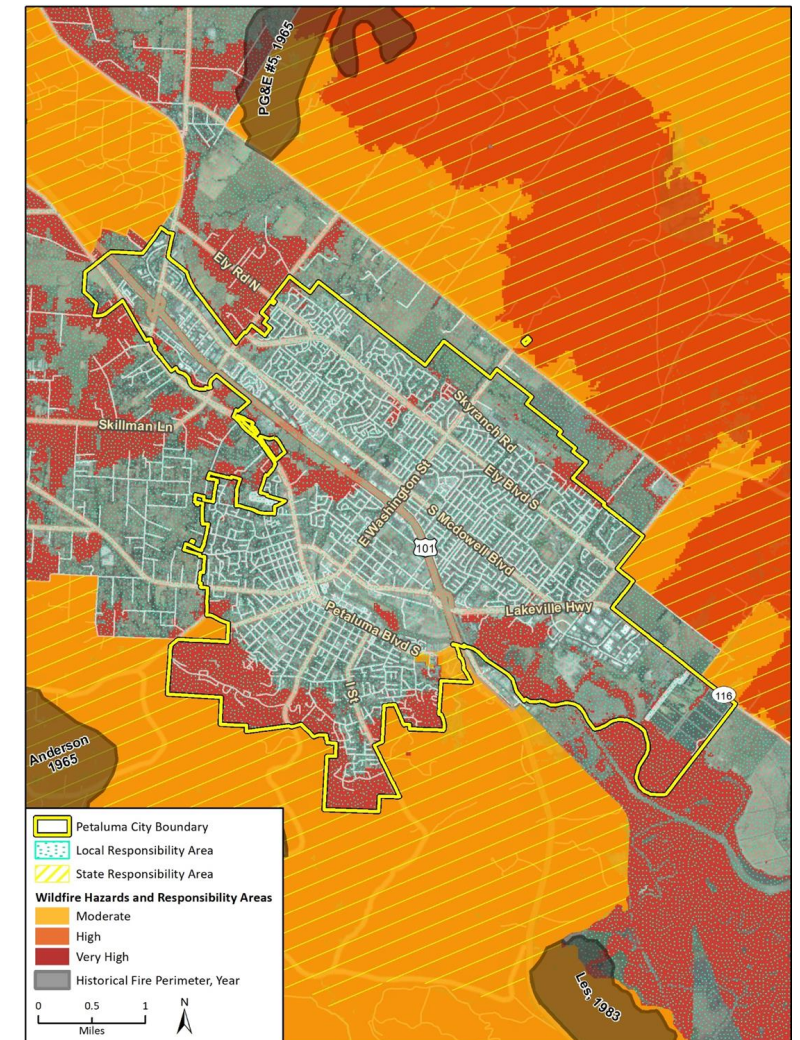 PG&E #5, 1965
Ely Rd N
Skillman Ln
Skyranch Rd
Ely Blvd S
E Washington St
S Mcdowell Blvd
101
Lakeville Hwy
Petaluma Blvd S
I St
116
Anderson
1965
Les, 1983
Petaluma City Boundary
Local Responsibility Area
State Responsibility Area
Wildfire Hazards and Responsibility Areas
Moderate
High
Very High
Historical Fire Perimeter, Year
0 0.5 1
Miles
N